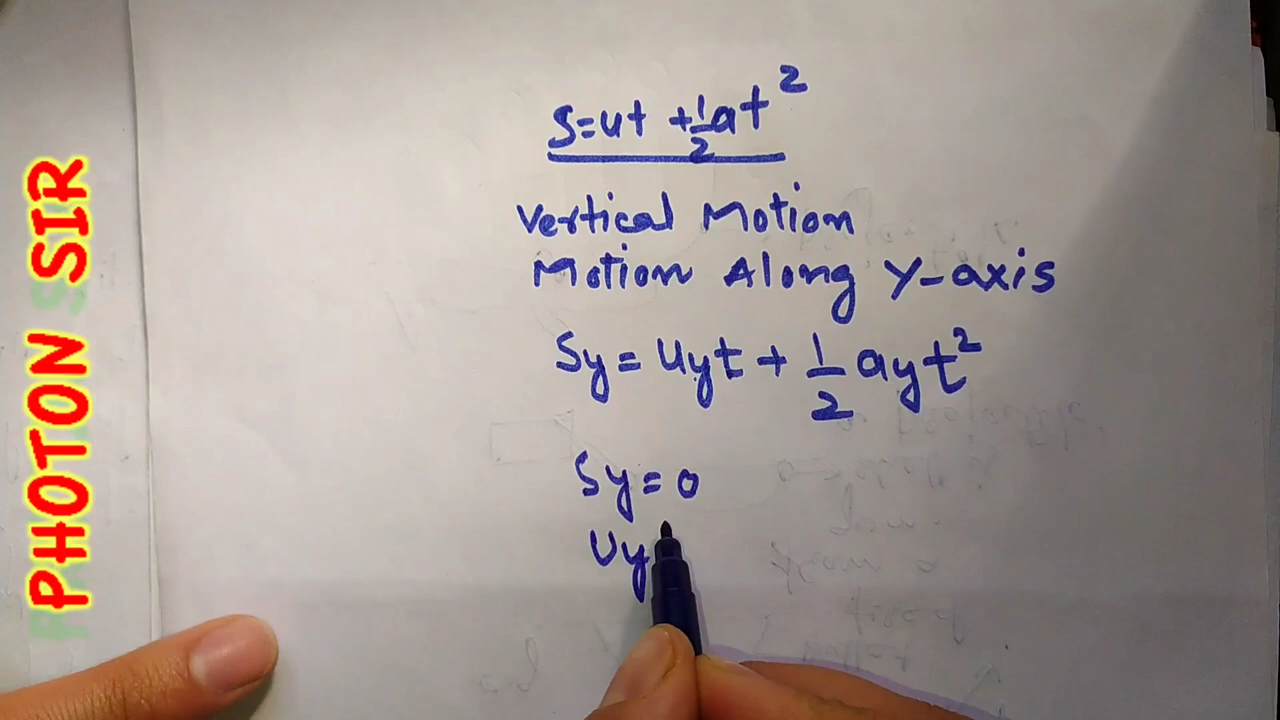 S=ut +1/2at²
Vertical Motion
Motion Along Y-axis
Sy = Uyt + 1/2 ayt²
Sy = 0
Uy
PHOTON SIR